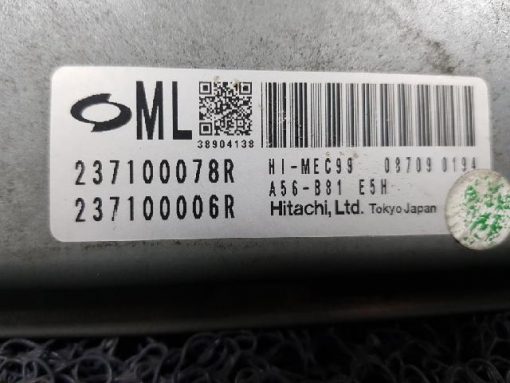 ML
38904138
237100078R
237100006R
HI-MEC99 08709 0194
A56-B81 E5H
Hitachi, Ltd. Tokyo Japan